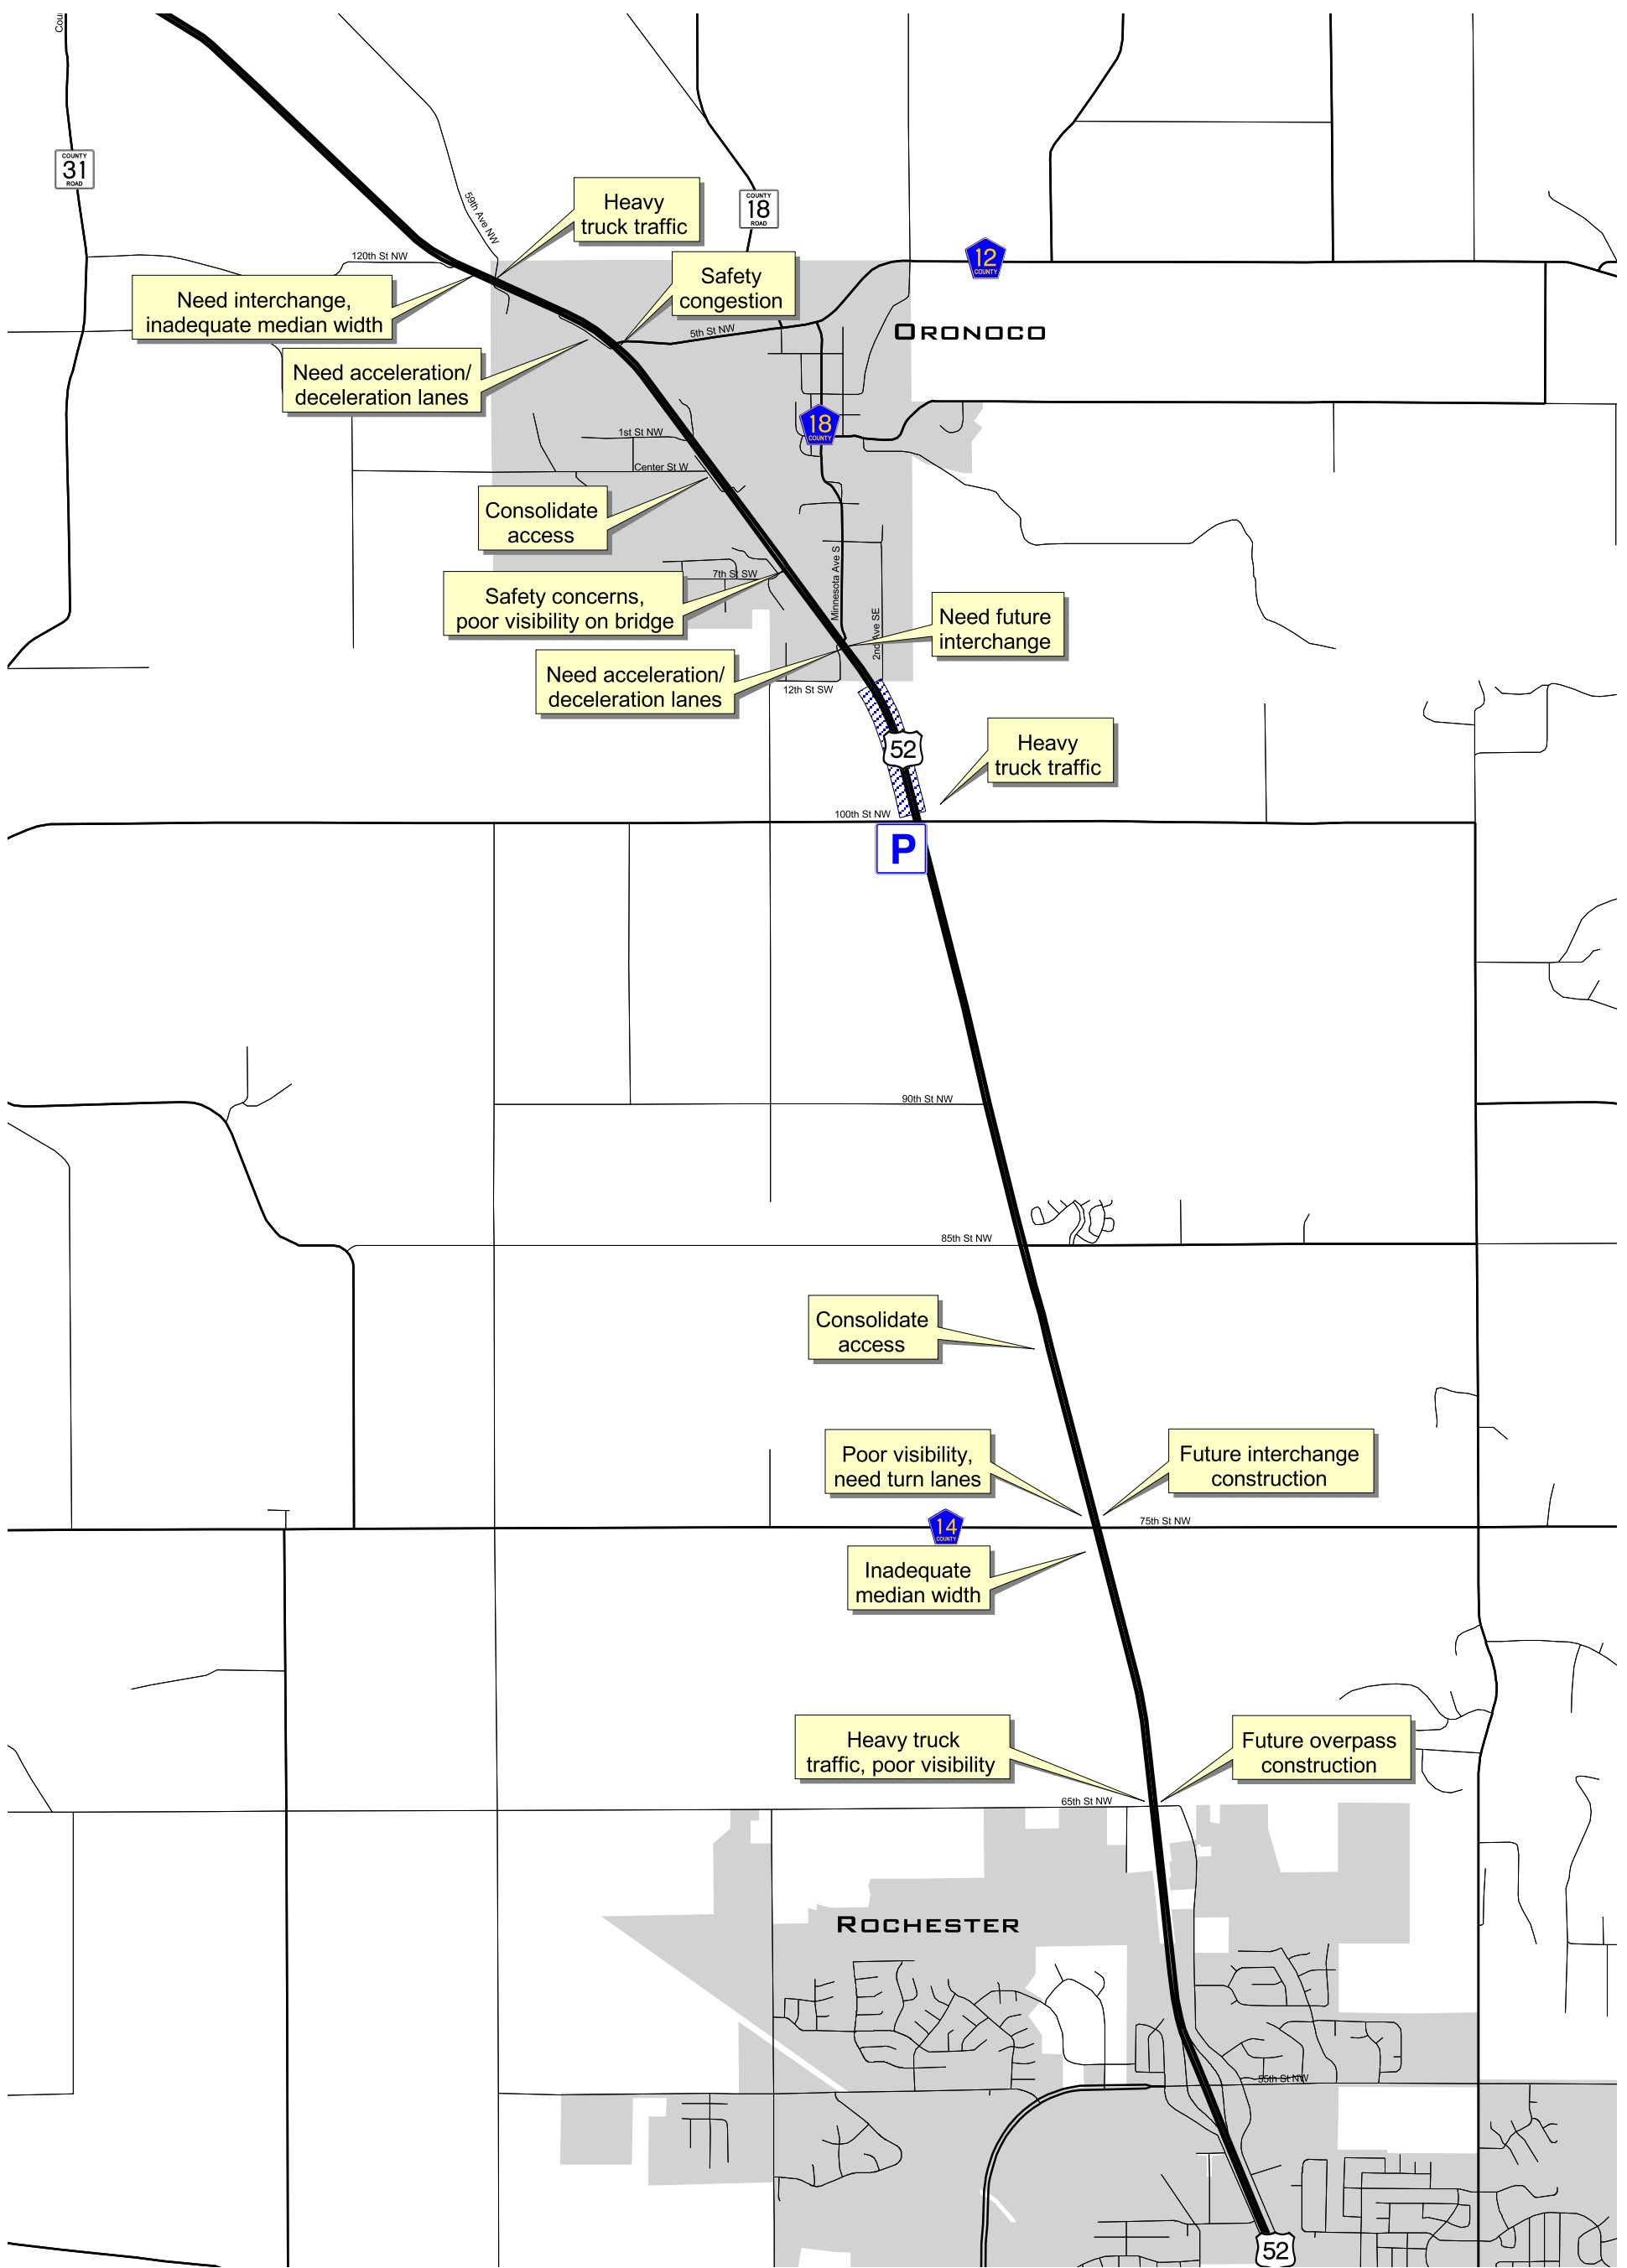 Cou
COUNTY
31
ROAD
59th Ave NW
Heavy
truck traffic
COUNTY
18
ROAD
120th St NW
12
COUNTY
Safety
congestion
Need interchange,
inadequate median width
5th St NW
ORONOCO
Need acceleration/
deceleration lanes
18
COUNTY
1st St NW
Center St W
Consolidate
access
7th St SW
Minnesota Ave S
2nd Ave SE
Safety concerns,
poor visibility on bridge
Need future
interchange
Need acceleration/
deceleration lanes
12th St SW
52
Heavy
truck traffic
100th St NW
P
90th St NW
85th St NW
Consolidate
access
Poor visibility,
need turn lanes
Future interchange
construction
14
COUNTY
75th St NW
Inadequate
median width
Heavy truck
traffic, poor visibility
Future overpass
construction
65th St NW
ROCHESTER
55th St NW
52